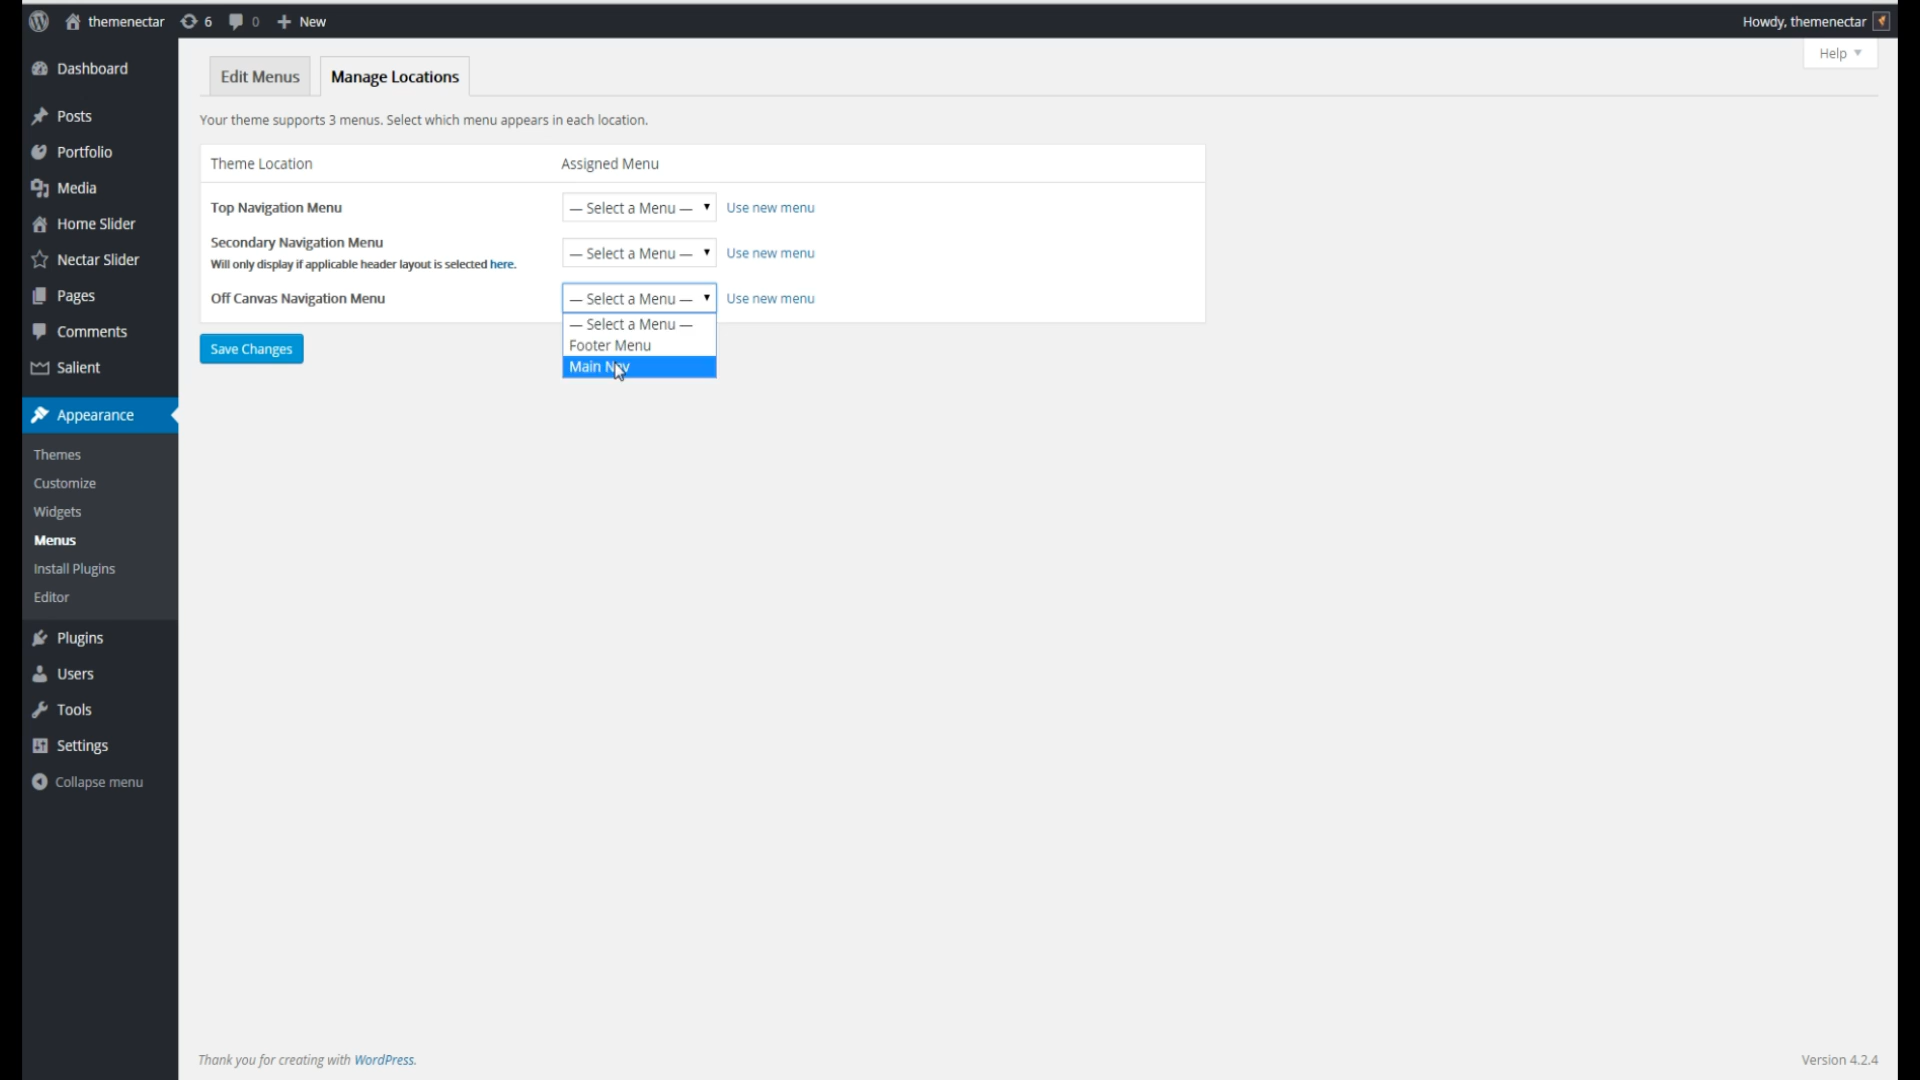 themenectar 6 0 New Howdy, themenectar
Help
Dashboard
Posts
Portfolio
Media
Home Slider
Nectar Slider
Pages
Comments
Salient
Appearance
Themes
Customize
Widgets
Menus
Install Plugins
Editor
Plugins
Users
Tools
Settings
Collapse menu
Edit Menus Manage Locations
Your theme supports 3 menus. Select which menu appears in each location.
Theme Location Assigned Menu
Top Navigation Menu — Select a Menu — Use new menu
Secondary Navigation Menu — Select a Menu — Use new menu
Will only display if applicable header layout is selected here.
Off Canvas Navigation Menu — Select a Menu — Use new menu
— Select a Menu —
Footer Menu
Main Nav
Save Changes
Thank you for creating with WordPress. Version 4.2.4